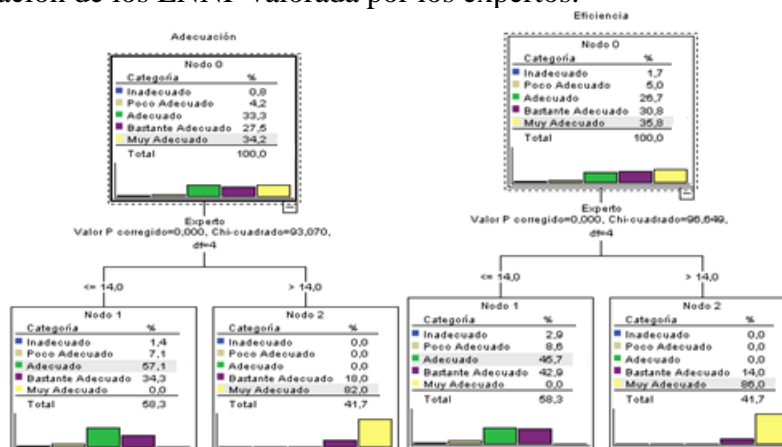 ación de los ENNP valorada por los expertos.
Adecuación
Nodo 0
Categoría %
Inadecuado 0,8
Poco Adecuado 4,2
Adecuado 33,3
Bastante Adecuado 27,5
Muy Adecuado 34,2
Total 100,0
Experto
Valor P corregido=0,000, Chi-cuadrado=93,070,
df=4
<= 14,0
> 14,0
Nodo 1
Categoría %
Inadecuado 1,4
Poco Adecuado 7,1
Adecuado 57,1
Bastante Adecuado 34,3
Muy Adecuado 0,0
Total 58,3
Nodo 2
Categoría %
Inadecuado 0,0
Poco Adecuado 0,0
Adecuado 0,0
Bastante Adecuado 18,0
Muy Adecuado 82,0
Total 41,7
Eficiencia
Nodo 0
Categoría %
Inadecuado 1,7
Poco Adecuado 5,0
Adecuado 26,7
Bastante Adecuado 30,8
Muy Adecuado 35,8
Total 100,0
Experto
Valor P corregido=0,000, Chi-cuadrado=96,649,
df=4
<= 14,0
> 14,0
Nodo 1
Categoría %
Inadecuado 2,9
Poco Adecuado 8,6
Adecuado 45,7
Bastante Adecuado 42,9
Muy Adecuado 0,0
Total 58,3
Nodo 2
Categoría %
Inadecuado 0,0
Poco Adecuado 0,0
Adecuado 0,0
Bastante Adecuado 14,0
Muy Adecuado 86,0
Total 41,7